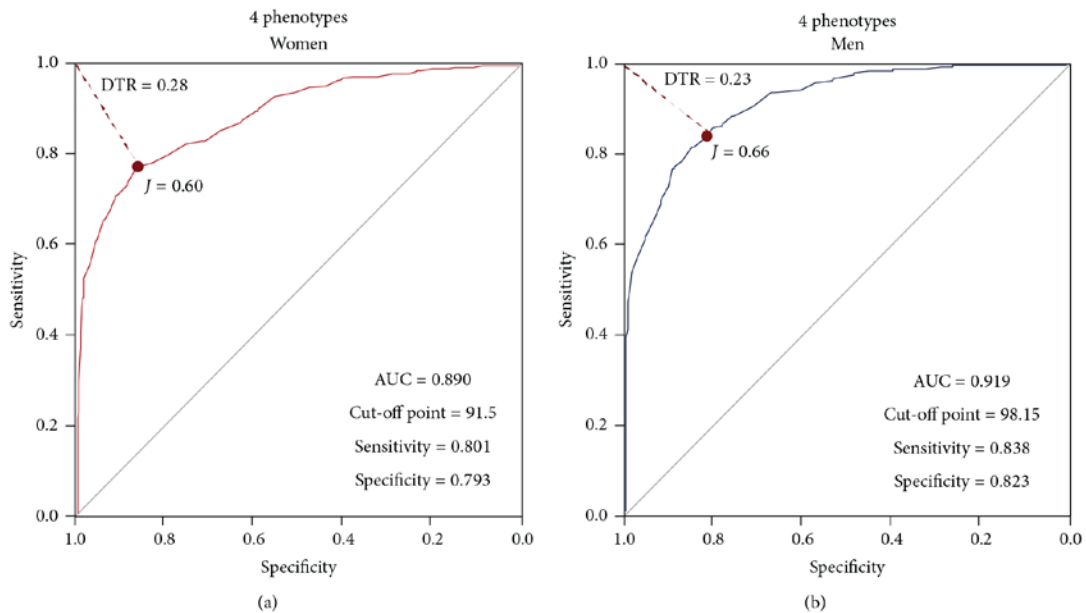 4 phenotypes
Women
1.0
0.8
0.6
0.4
0.2
0.0
Sensitivity
DTR = 0.28
J = 0.60
AUC = 0.890
Cut-off point = 91.5
Sensitivity = 0.801
Specificity = 0.793
1.0 0.8 0.6 0.4 0.2 0.0
Specificity
(a)
4 phenotypes
Men
1.0
0.8
0.6
0.4
0.2
0.0
Sensitivity
DTR = 0.23
J = 0.66
AUC = 0.919
Cut-off point = 98.15
Sensitivity = 0.838
Specificity = 0.823
1.0 0.8 0.6 0.4 0.2 0.0
Specificity
(b)